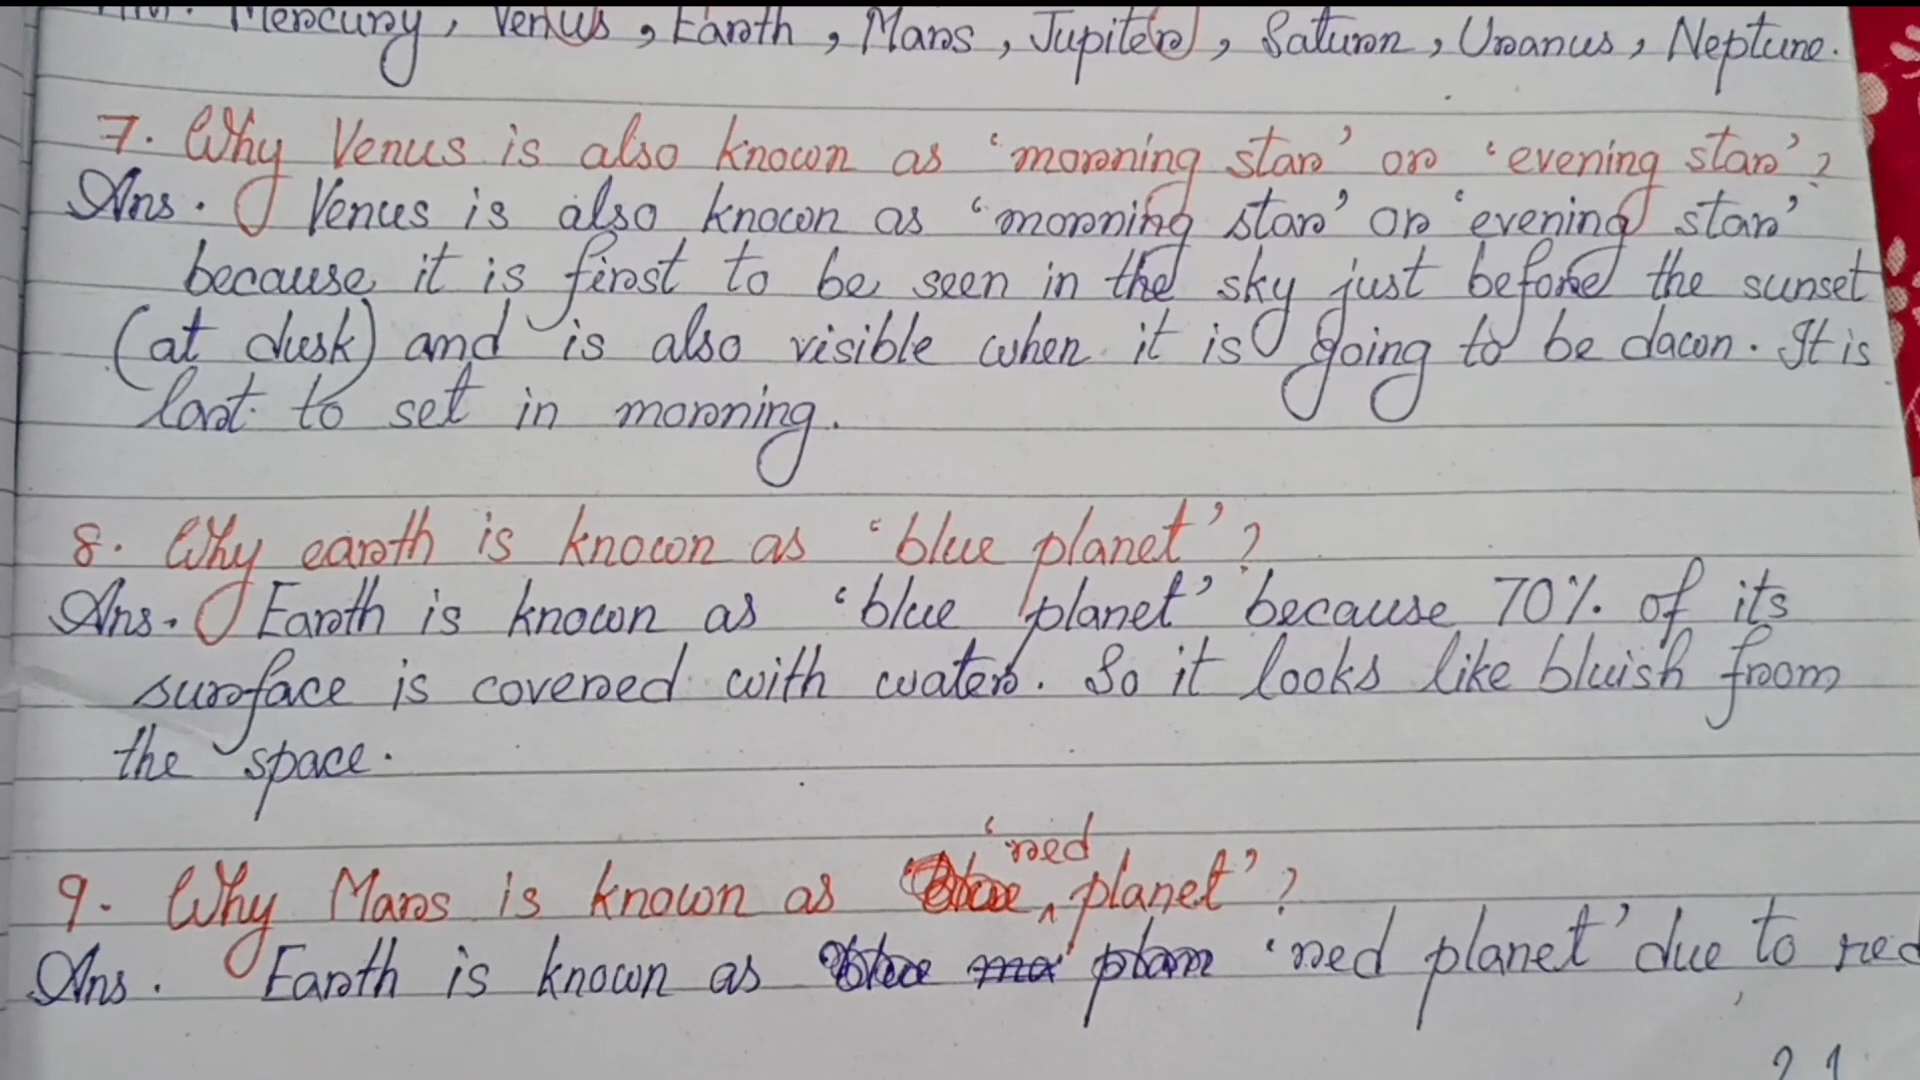 Mercury, Venus, Earth, Mars, Jupiter, Saturn, Uranus, Neptune.
7. Why Venus is also known as 'morning star' or 'evening star'?
Ans. Venus is also known as 'morning star' or 'evening star'
because it is first to be seen in the sky just before the sunset
(at dusk) and is also visible when it is going to be dawn. It is
last to set in morning.
8. Why earth is known as 'blue planet'?
Ans. Earth is known as 'blue planet' because 70% of its
surface is covered with water. So it looks like bluish from
the space.
9. Why Mars is known as 'red planet'?
Ans. Earth is known as 'red planet' due to red